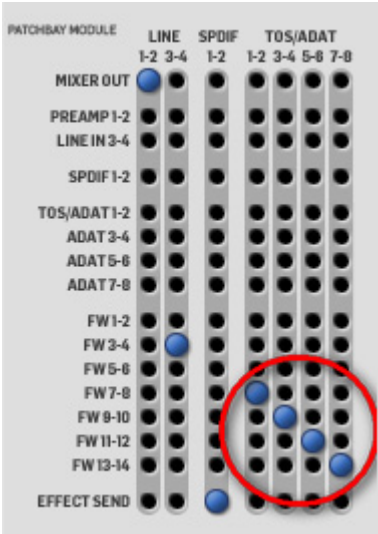 PATCHBAY MODULE
LINE SPDIF TOS/ADAT
1-2 3-4 1-2 1-2 3-4 5-6 7-8
MIXER OUT
PREAMP 1-2
LINE IN 3-4
SPDIF 1-2
TOS/ADAT 1-2
ADAT 3-4
ADAT 5-6
ADAT 7-8
FW 1-2
FW 3-4
FW 5-6
FW 7-8
FW 9-10
FW 11-12
FW 13-14
EFFECT SEND